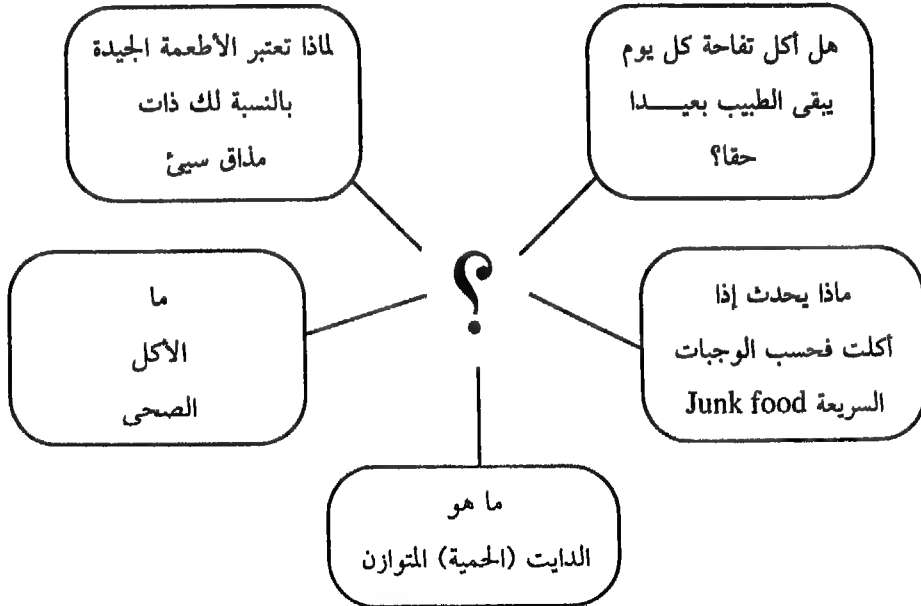 هل أكل تفاحة كل يوم
يبقى الطبيب بعيـــدا
حقا؟
لماذا تعتبر الأطعمة الجيدة
بالنسبة لك ذات
مذاق سيئ
؟
ماذا يحدث إذا
أكلت فحسب الوجبات
السريعة Junk food
ما
الأكل
الصحى
ما هو
الدايت (الحمية) المتوازن